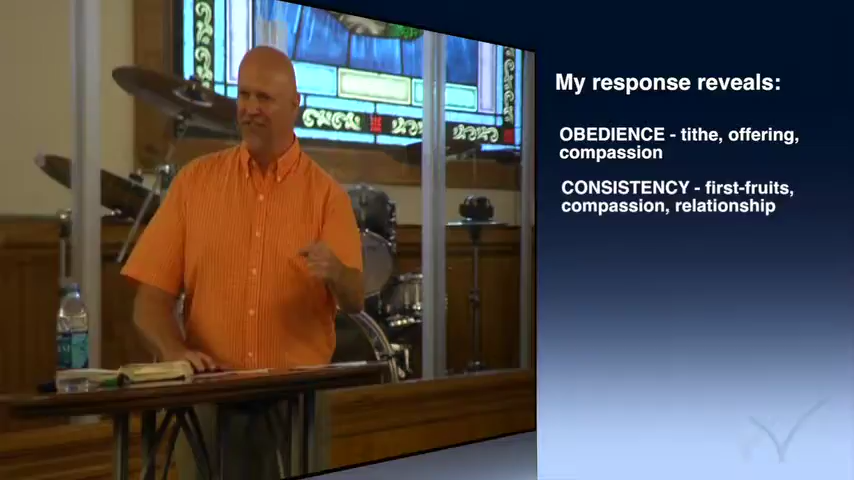 My response reveals:
OBEDIENCE - tithe, offering,
compassion
CONSISTENCY - first-fruits,
compassion, relationship